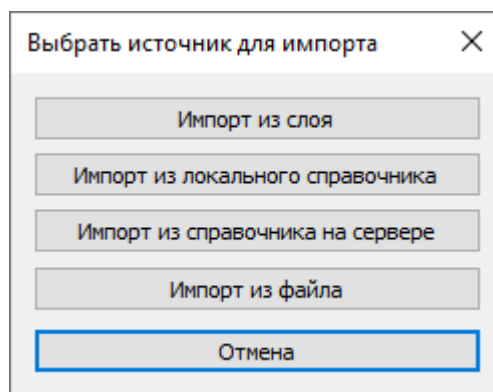 Выбрать источник для импорта
Импорт из слоя
Импорт из локального справочника
Импорт из справочника на сервере
Импорт из файла
Отмена